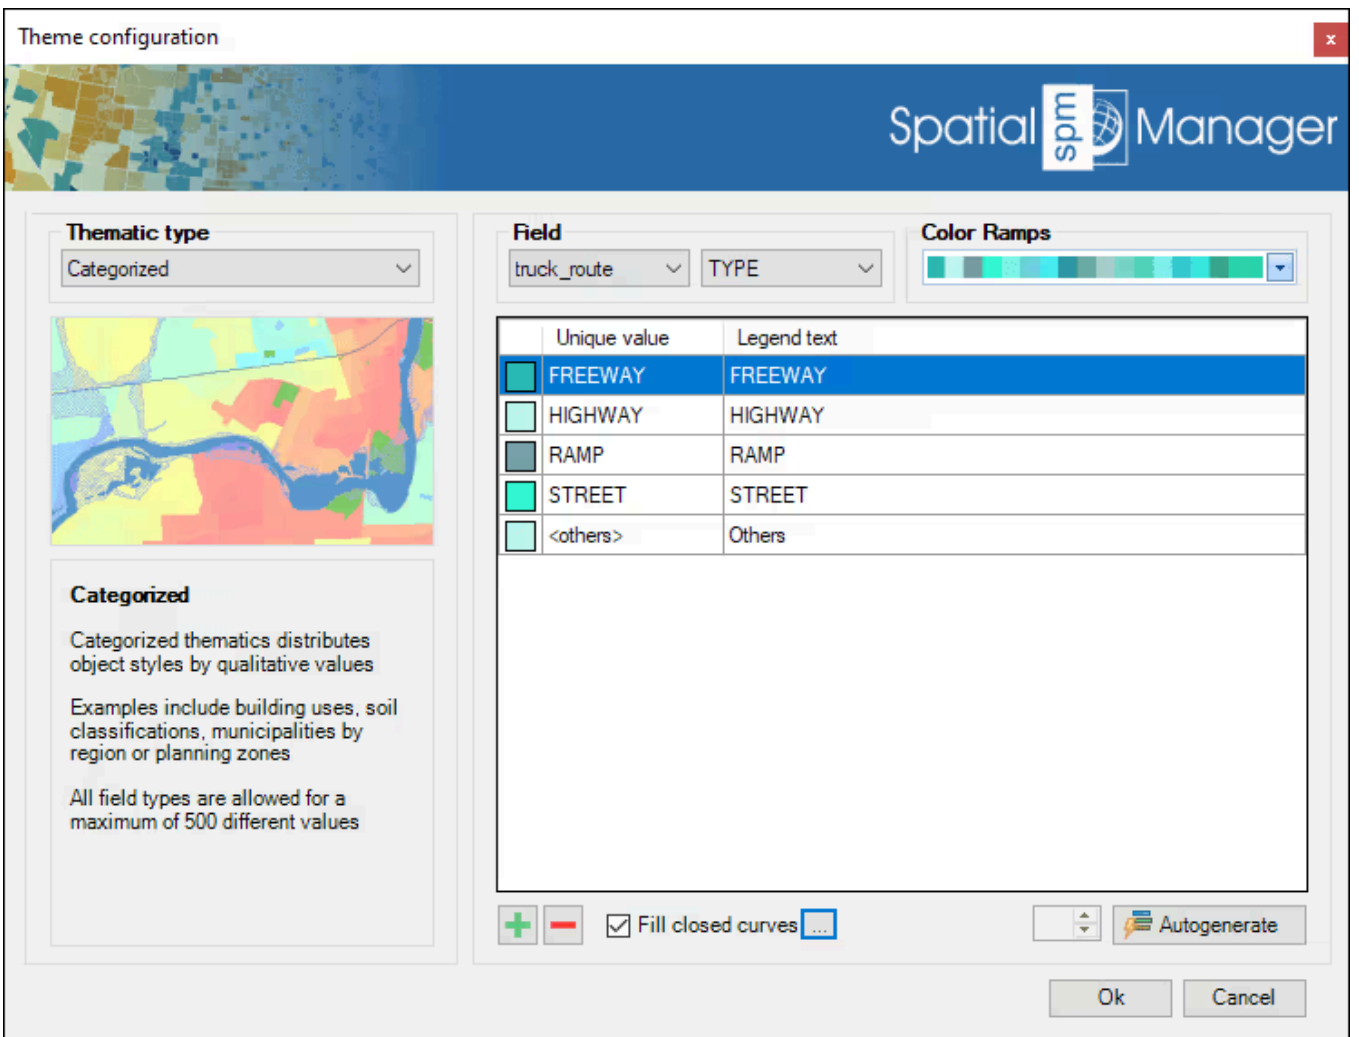 Theme configuration
x
Spatial spm Manager
Thematic type
Categorized
Field
truck_route
TYPE
Color Ramps
Unique value Legend text
FREEWAY FREEWAY
HIGHWAY HIGHWAY
RAMP RAMP
STREET STREET
<others> Others
Categorized
Categorized thematics distributes
object styles by qualitative values
Examples include building uses, soil
classifications, municipalities by
region or planning zones
All field types are allowed for a
maximum of 500 different values
Fill closed curves ...
Autogenerate
Ok
Cancel